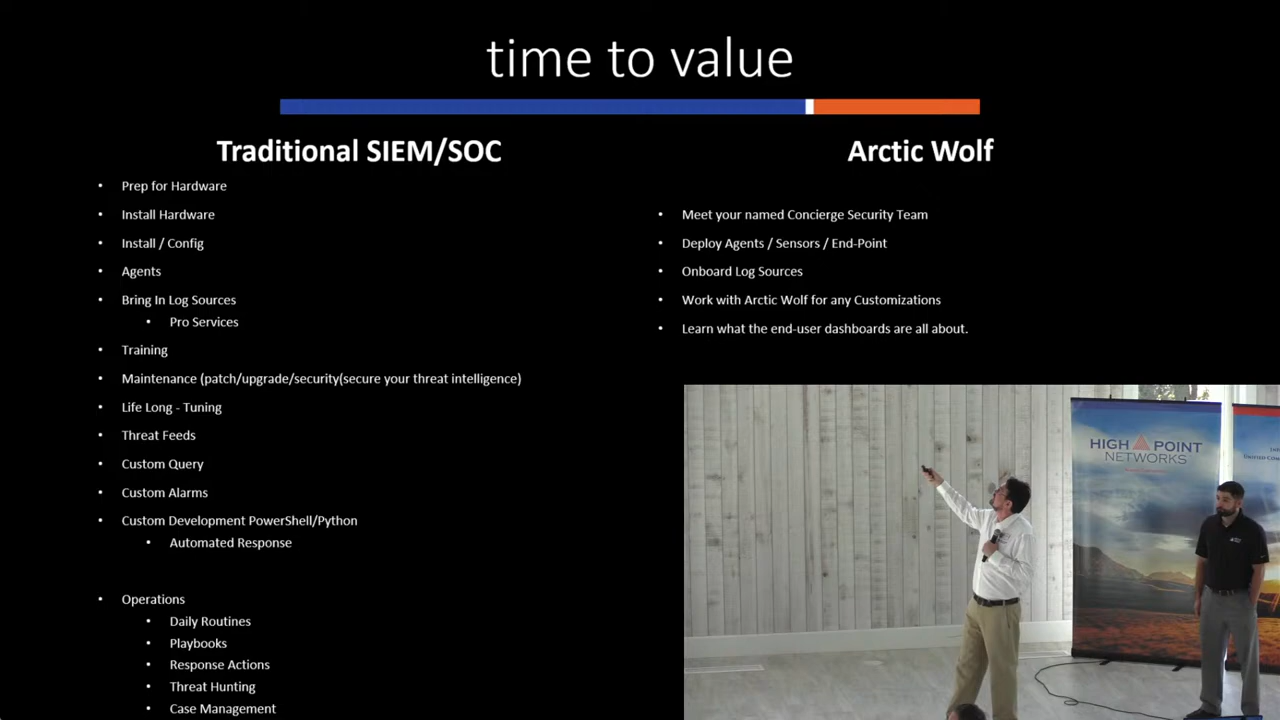 time to value
Traditional SIEM/SOC
• Prep for Hardware
• Install Hardware
• Install / Config
• Agents
• Bring In Log Sources
• Pro Services
• Training
• Maintenance (patch/upgrade/security(secure your threat intelligence)
• Life Long - Tuning
• Threat Feeds
• Custom Query
• Custom Alarms
• Custom Development PowerShell/Python
• Automated Response
• Operations
• Daily Routines
• Playbooks
• Response Actions
• Threat Hunting
• Case Management
Arctic Wolf
• Meet your named Concierge Security Team
• Deploy Agents / Sensors / End-Point
• Onboard Log Sources
• Work with Arctic Wolf for any Customizations
• Learn what the end-user dashboards are all about.
HIGH POINT
NETWORKS